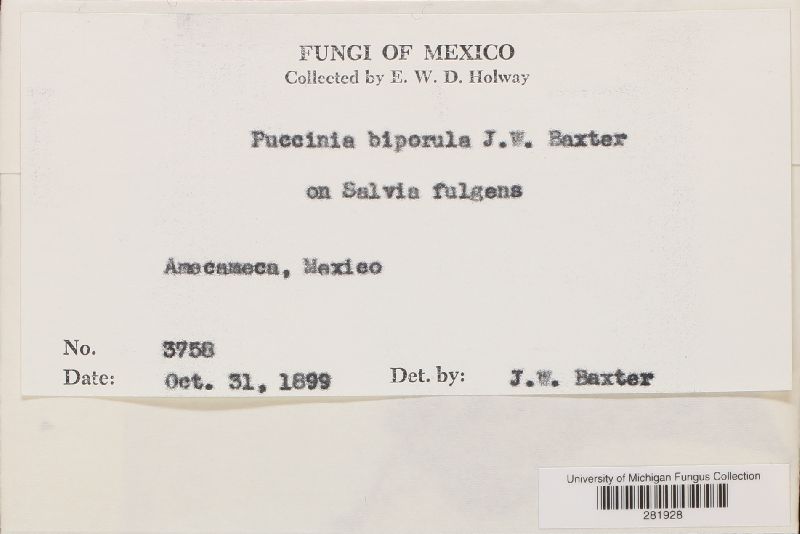 FUNGI OF MEXICO
Collected by E. W. D. Holway
Puccinia biporula J.W. Baxter
on Salvia fulgens
Amecameca, Mexico
No. 3758
Date: Oct. 31, 1899 Det. by: J.W. Baxter
University of Michigan Fungus Collection
281928